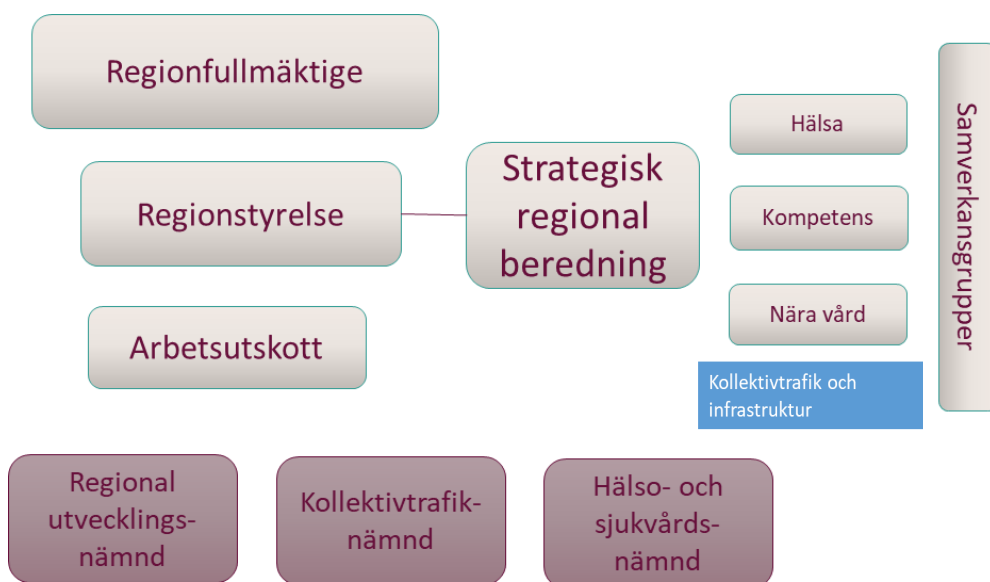 Regionfullmäktige
Regionstyrelse
Arbetsutskott
Strategisk
regional
beredning
Hälsa
Kompetens
Nära vård
Kollektivtrafik och
infrastruktur
Samverkansgrupper
Regional
utvecklings-
nämnd
Kollektivtrafik-
nämnd
Hälso- och
sjukvårds-
nämnd